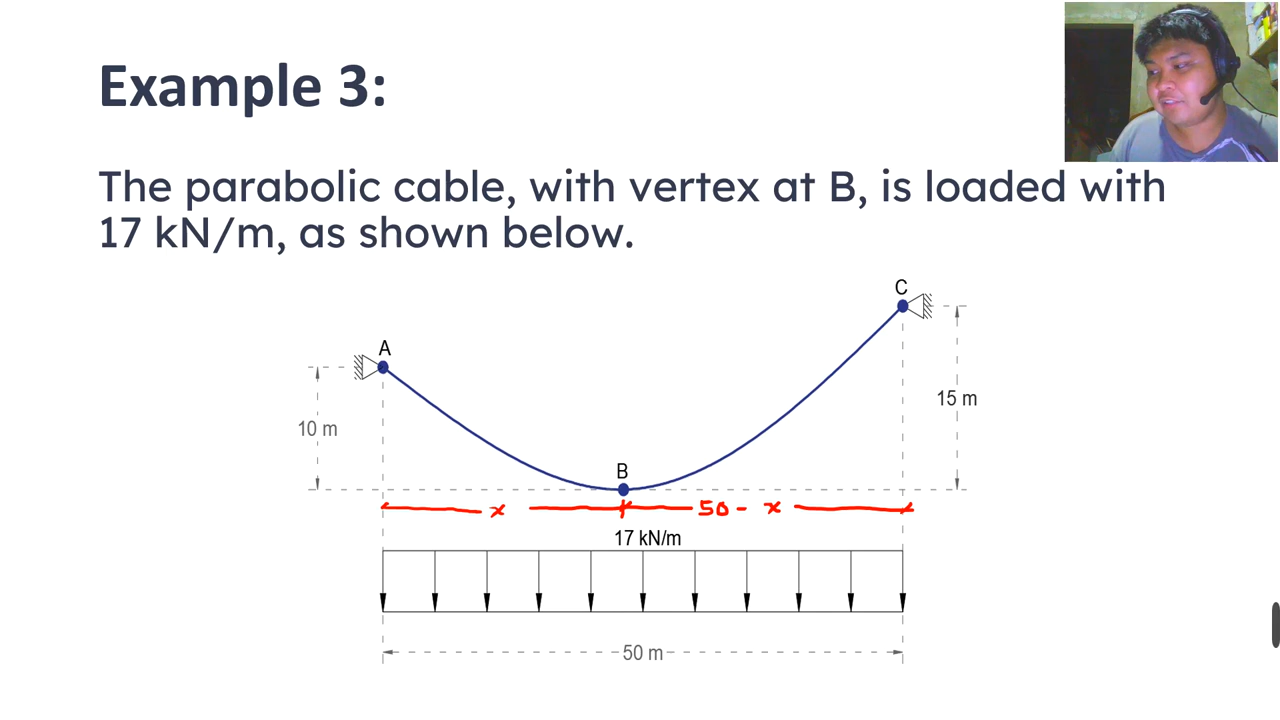 Example 3:
The parabolic cable, with vertex at B, is loaded with
17 kN/m, as shown below.
C
A
15 m
10 m
B
x
50 - x
17 kN/m
50 m